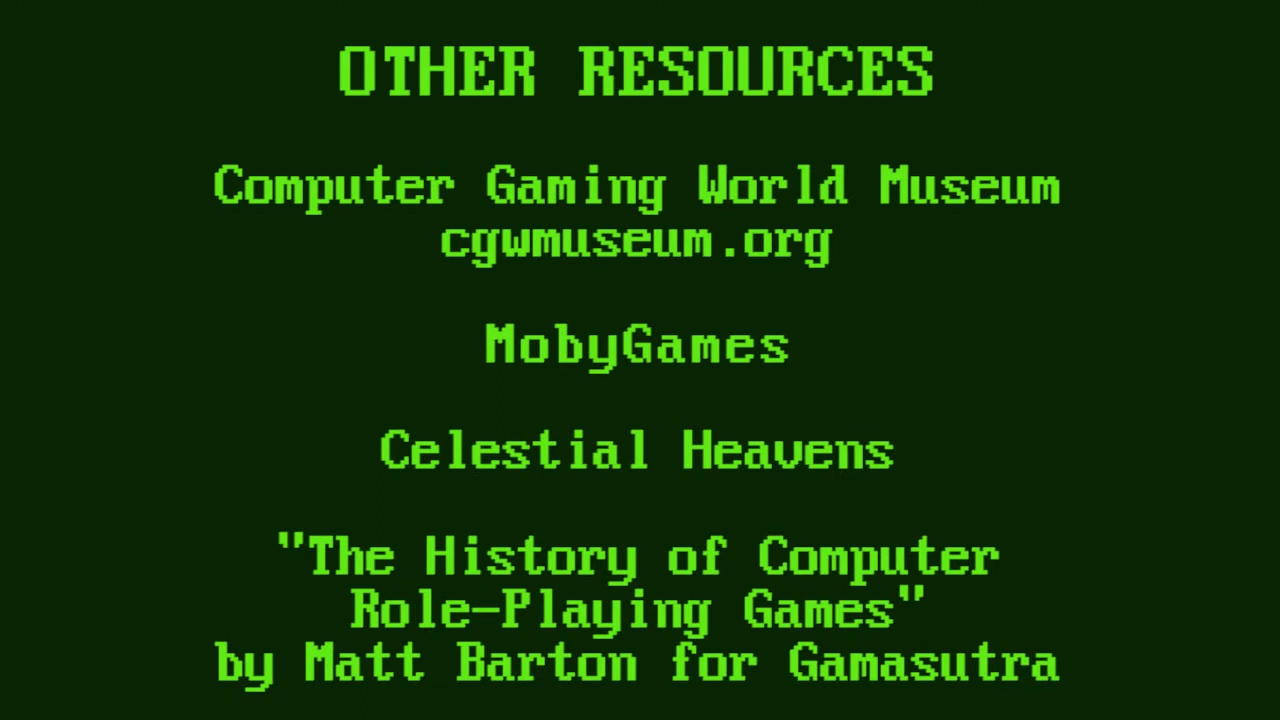 OTHER RESOURCES
Computer Gaming World Museum
cgwmuseum.org
MobyGames
Celestial Heavens
"The History of Computer
Role-Playing Games"
by Matt Barton for Gamasutra